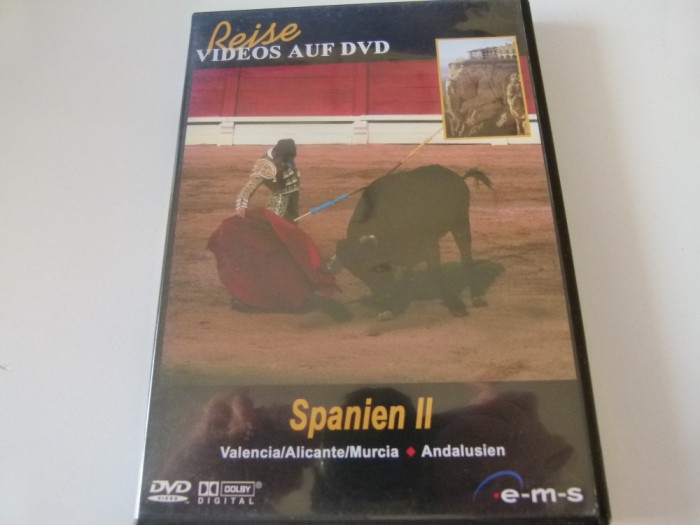 Reise
VIDEOS AUF DVD
Spanien II
Valencia/Alicante/Murcia ♦ Andalusien
DVD
VIDEO
DOLBY
DIGITAL
e-m-s